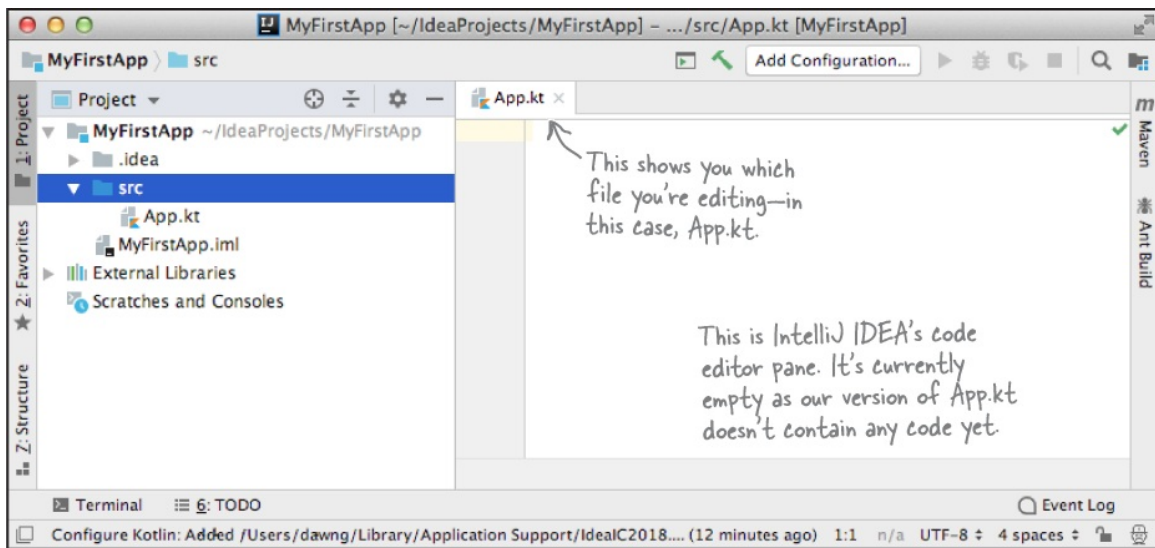 MyFirstApp [~/IdeaProjects/MyFirstApp] – .../src/App.kt [MyFirstApp]
MyFirstApp src
Add Configuration...
1: Project
2: Favorites
Z: Structure
Project
MyFirstApp ~/IdeaProjects/MyFirstApp
.idea
src
App.kt
MyFirstApp.iml
External Libraries
Scratches and Consoles
App.kt
This shows you which
file you're editing—in
this case, App.kt.
This is IntelliJ IDEA's code
editor pane. It's currently
empty as our version of App.kt
doesn't contain any code yet.
m
Maven
Ant Build
Terminal 6: TODO Event Log
Configure Kotlin: Added /Users/dawng/Library/Application Support/IdeaIC2018.... (12 minutes ago) 1:1 n/a UTF-8 4 spaces